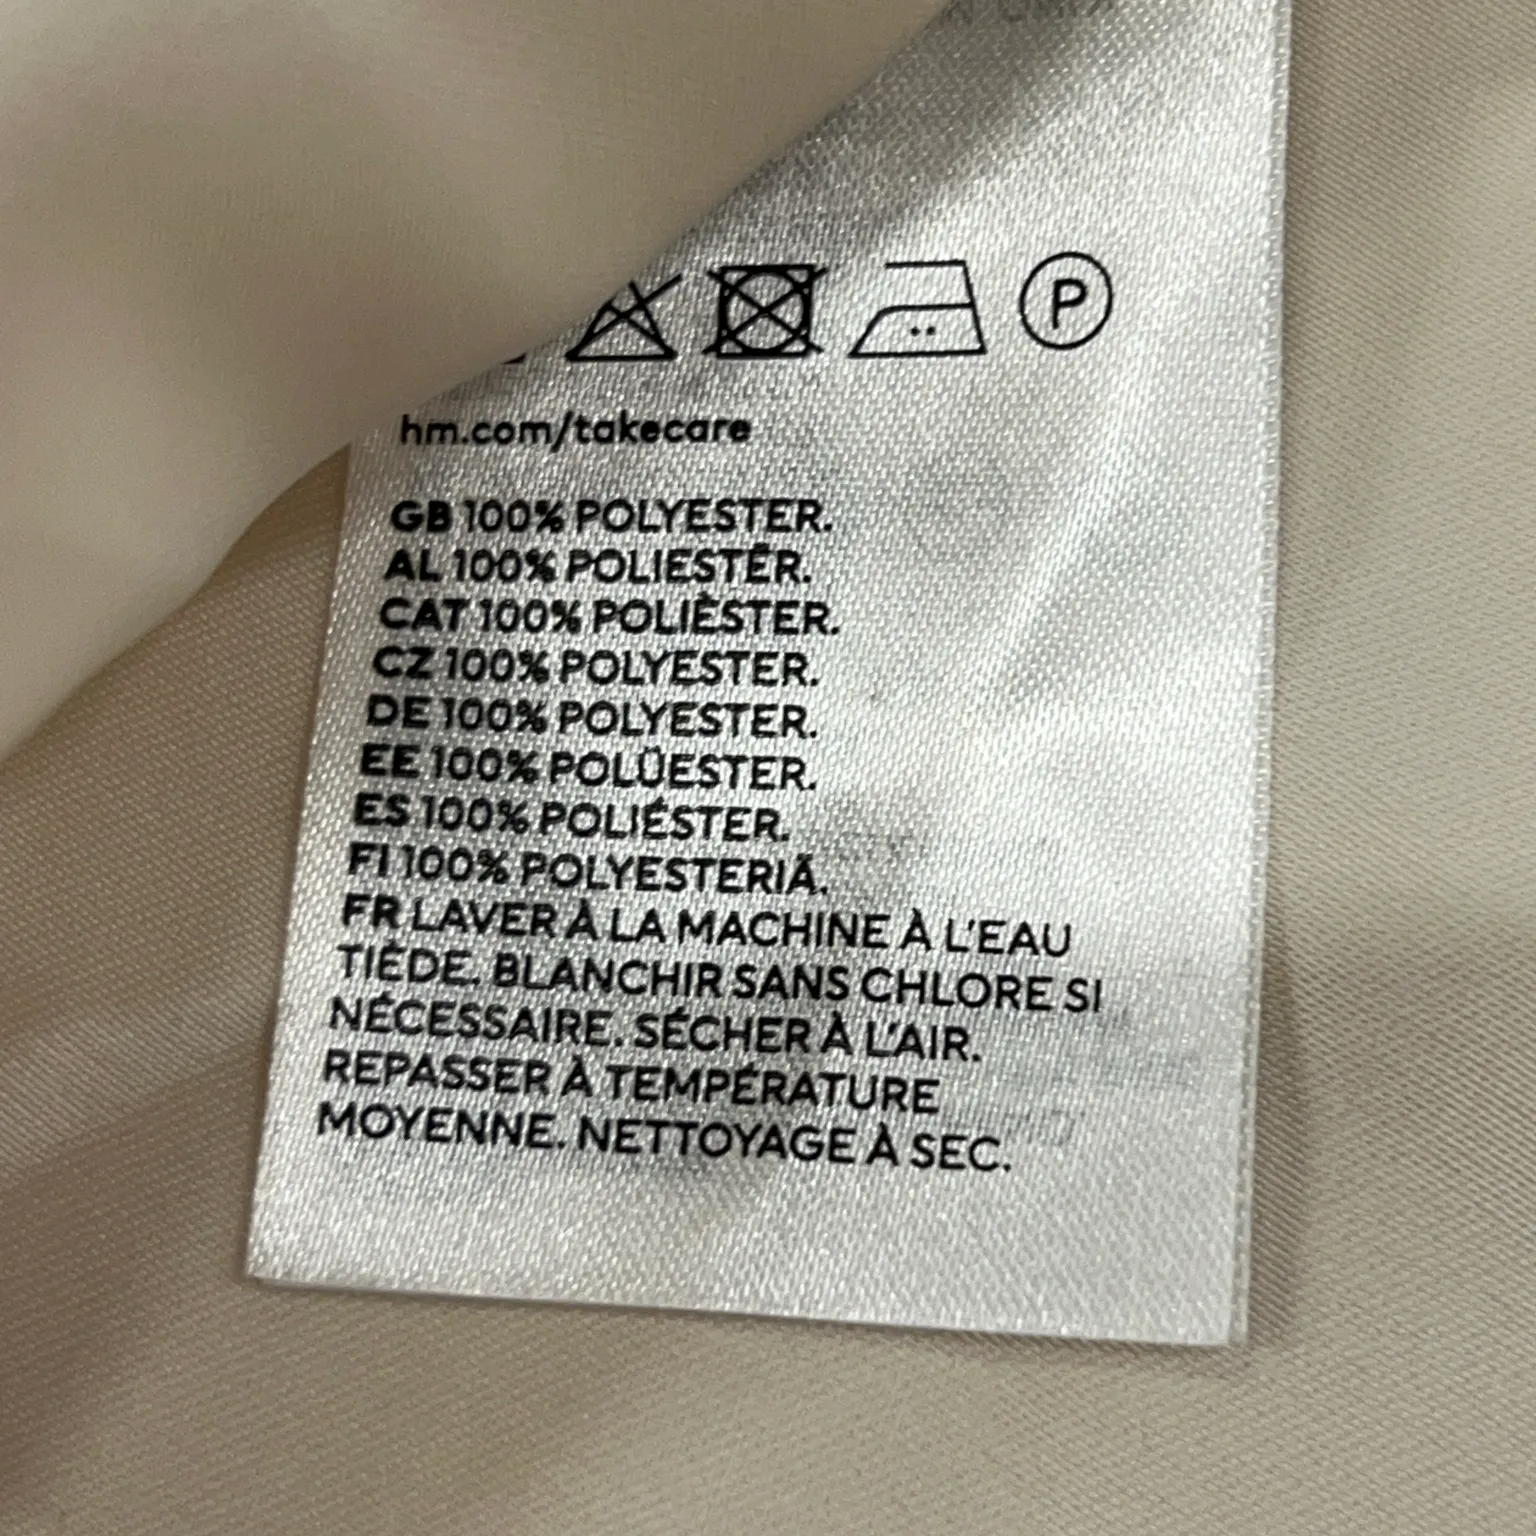 P
hm.com/takecare
GB 100% POLYESTER.
AL 100% POLIESTËR.
CAT 100% POLIÈSTER.
CZ 100% POLYESTER.
DE 100% POLYESTER.
EE 100% POLÜESTER.
ES 100% POLIÉSTER.
FI 100% POLYESTERIÄ.
FR LAVER À LA MACHINE À L'EAU
TIÈDE. BLANCHIR SANS CHLORE SI
NÉCESSAIRE. SÉCHER À L'AIR.
REPASSER À TEMPÉRATURE
MOYENNE. NETTOYAGE À SEC.